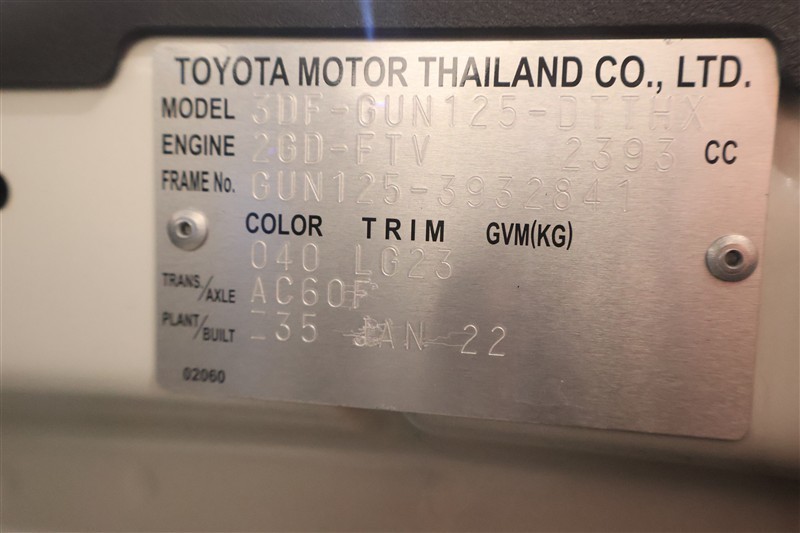 TOYOTA MOTOR THAILAND CO., LTD.
MODEL 3DF-GUN125-DTTHX
ENGINE 2GD-FTV 2393 CC
FRAME No. GUN125-3932841
COLOR TRIM GVM(KG)
040 LG23
TRANS./AXLE AC60F
PLANT/BUILT Z35 JAN 22
02060